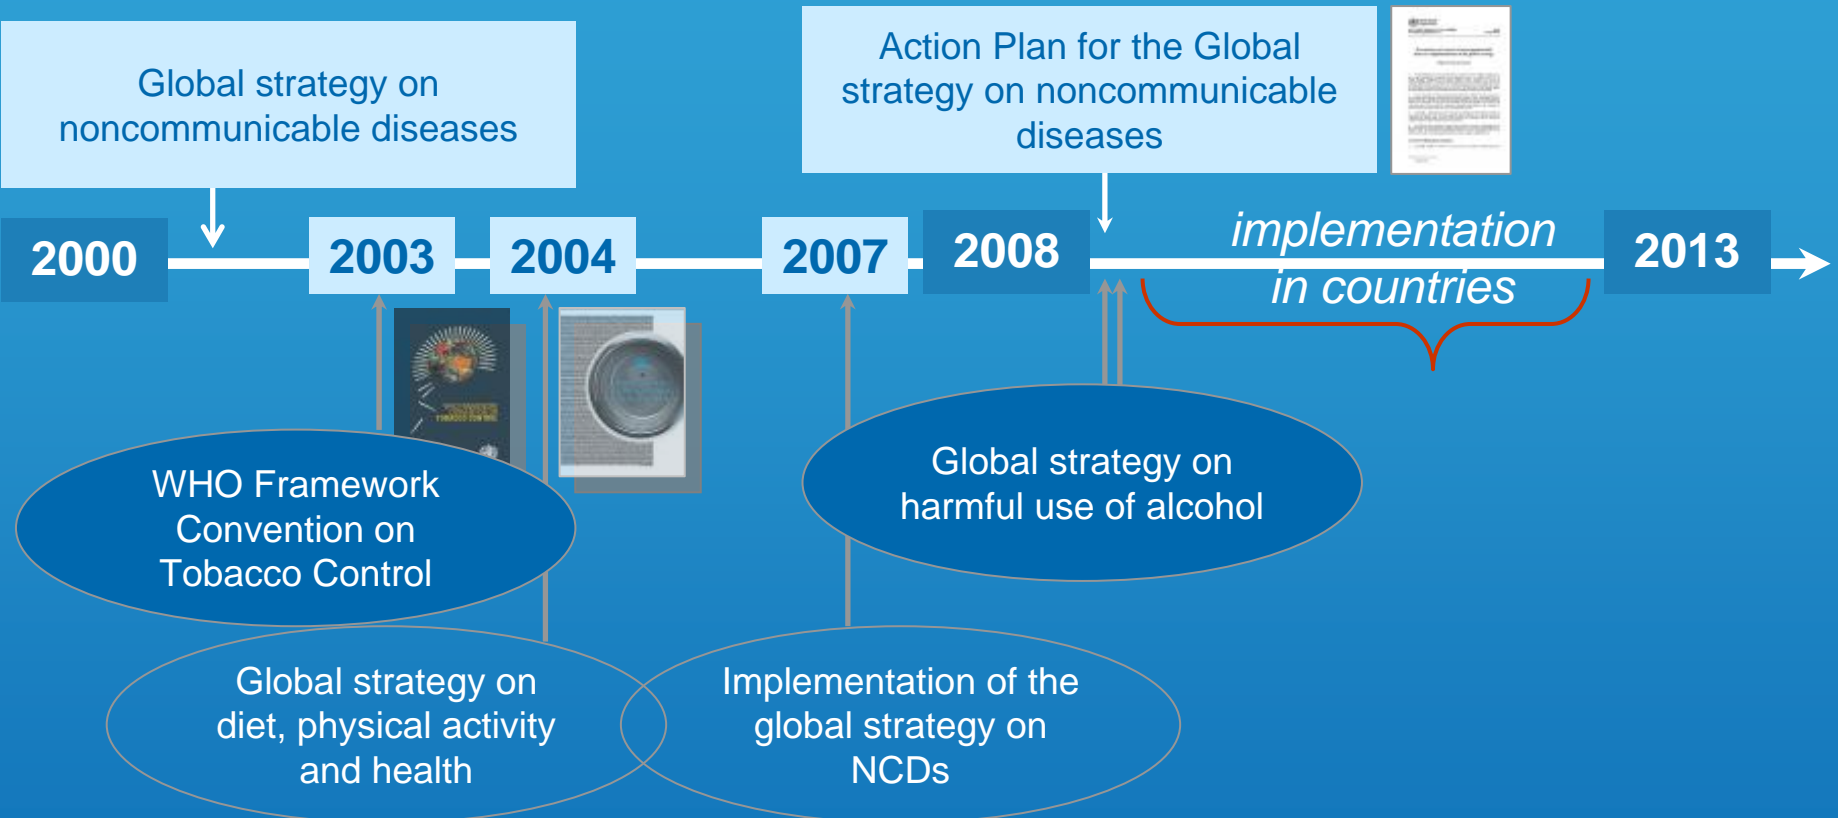 Global strategy on
noncommunicable diseases
Action Plan for the Global
strategy on noncommunicable
diseases
2000
2003
2004
2007
2008
implementation
in countries
2013
WHO Framework
Convention on
Tobacco Control
Global strategy on
harmful use of alcohol
Global strategy on
diet, physical activity
and health
Implementation of the
global strategy on
NCDs